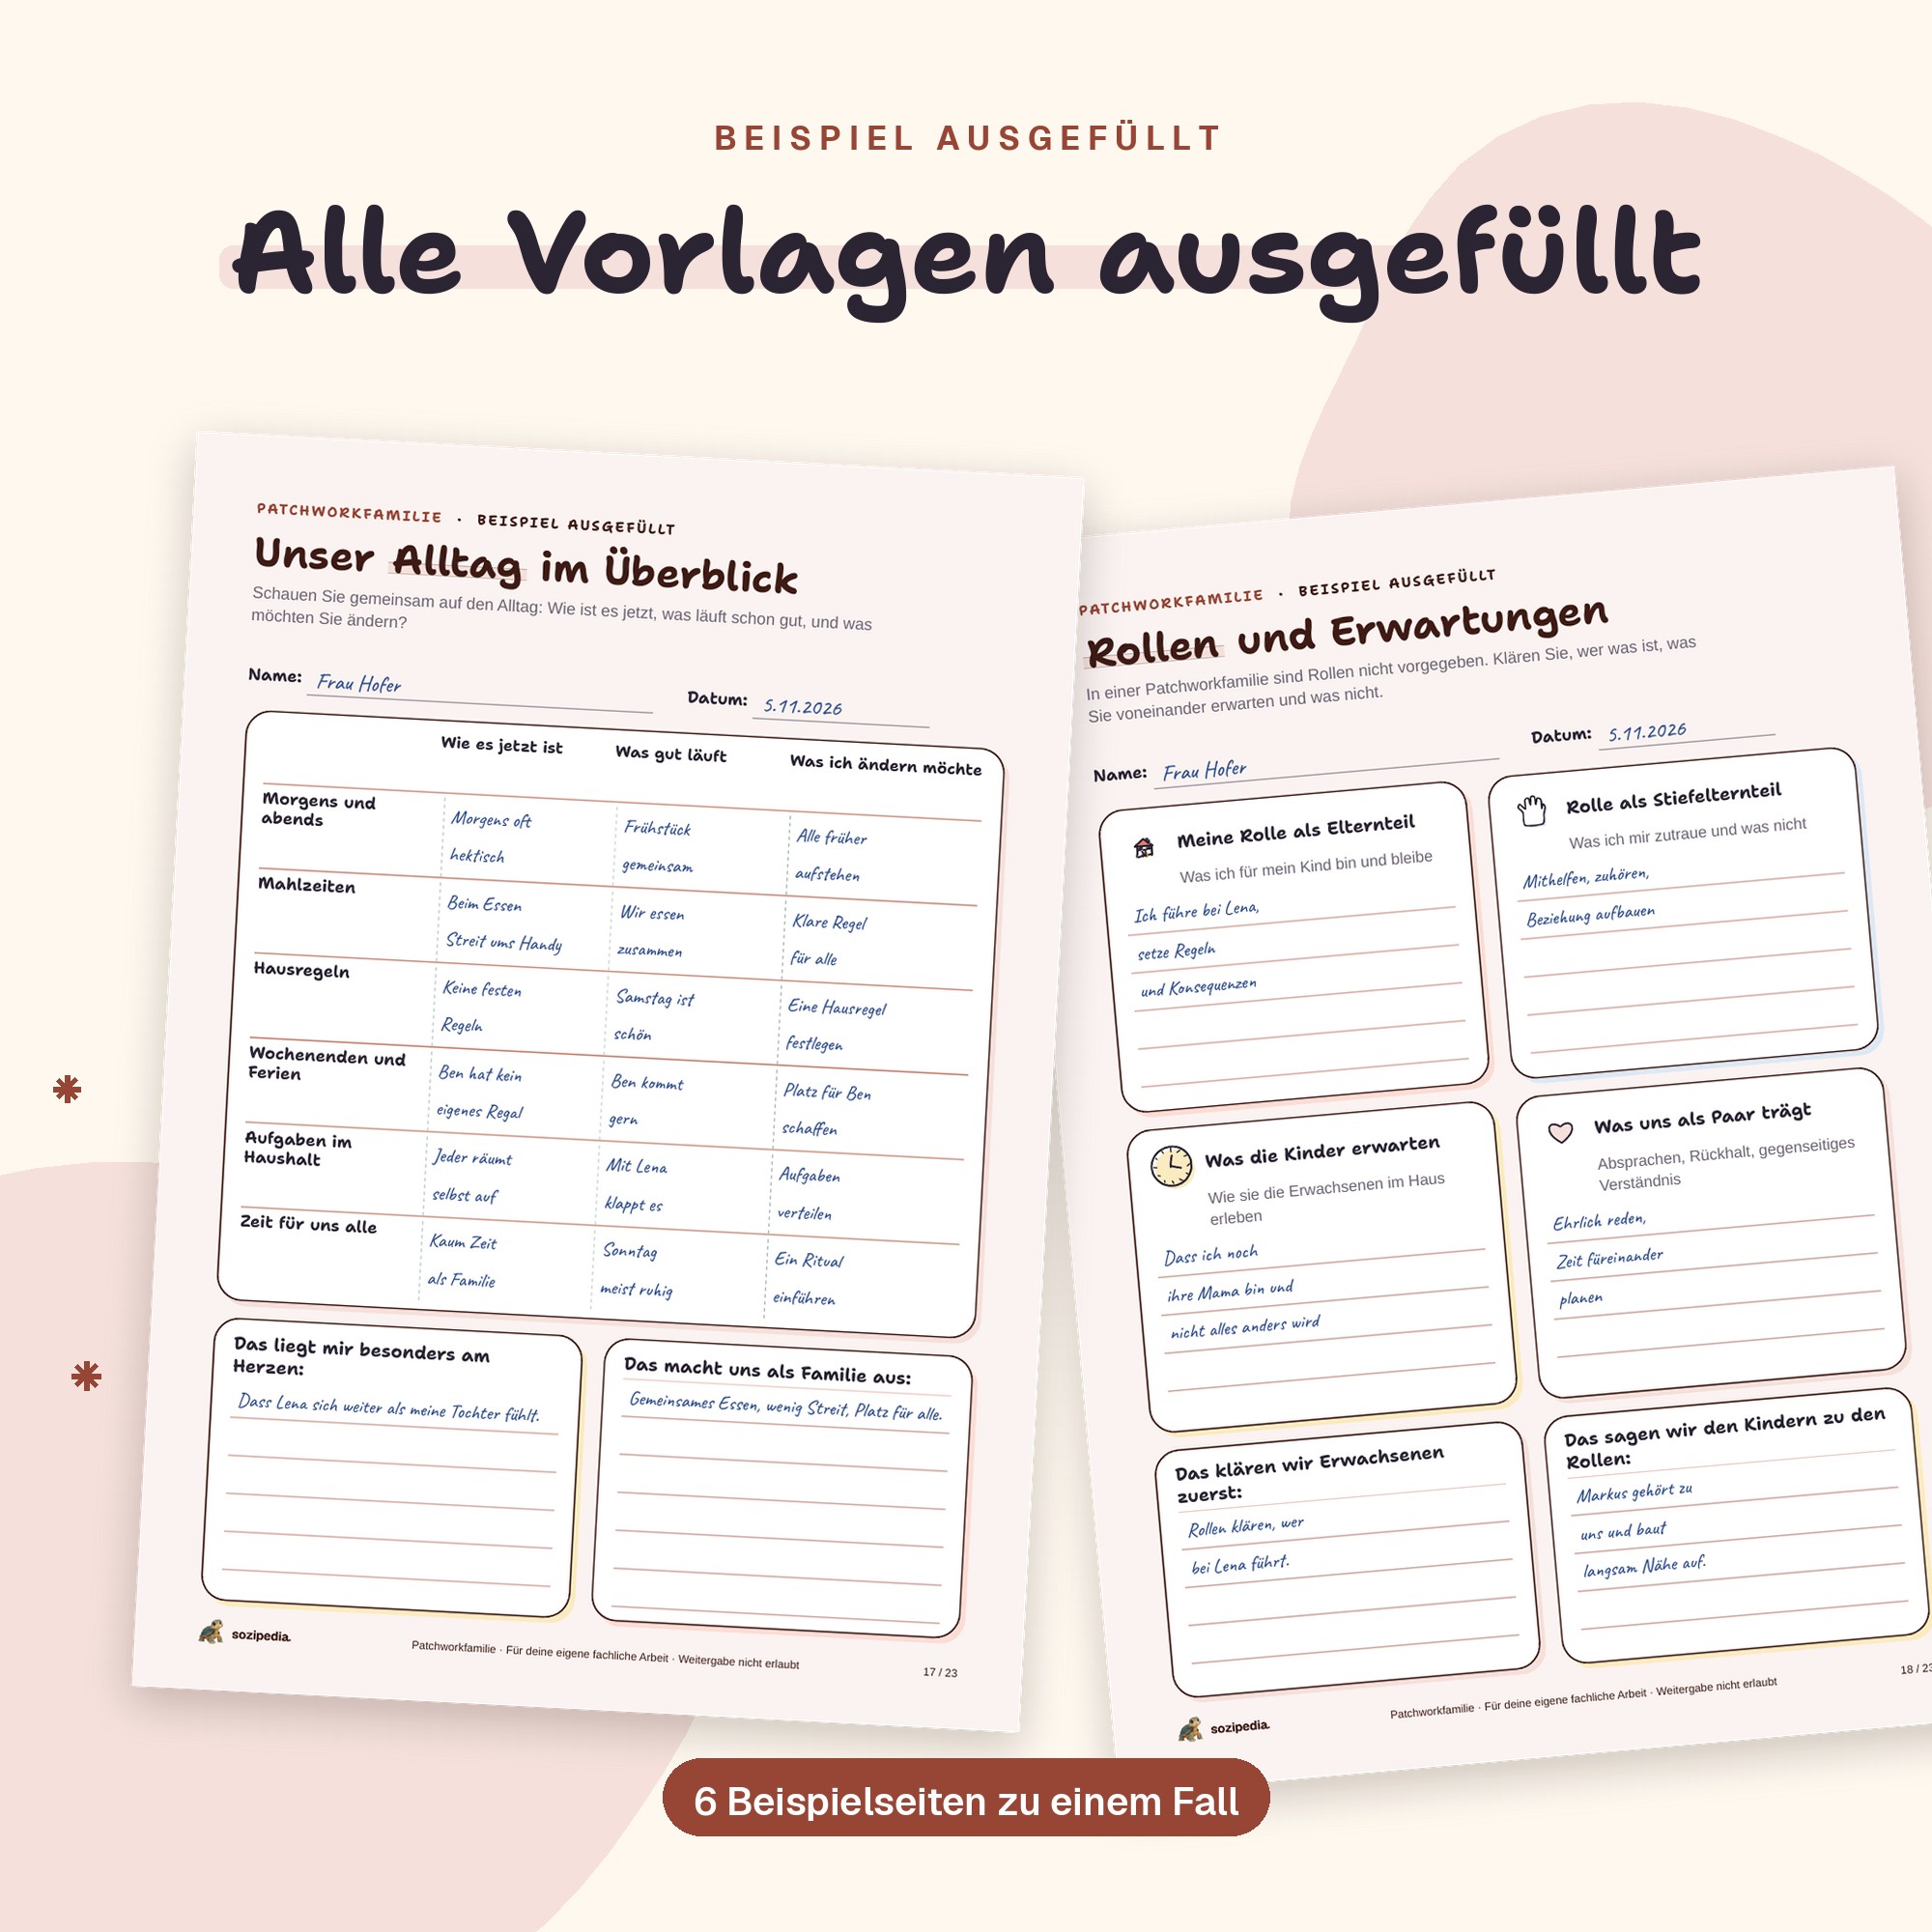 BEISPIEL AUSGEFÜLLT
Alle Vorlagen ausgefüllt
PATCHWORKFAMILIE · BEISPIEL AUSGEFÜLLT
Unser Alltag im Überblick
Schauen Sie gemeinsam auf den Alltag: Wie ist es jetzt, was läuft schon gut, und was
möchten Sie ändern?
Name: Frau Hofer Datum: 5.11.2026
Wie es jetzt ist Was gut läuft Was ich ändern möchte
Morgens und
abends
Morgens oft
hektisch
Frühstück
gemeinsam
Alle früher
aufstehen
Mahlzeiten
Beim Essen
Streit ums Handy
Wir essen
zusammen
Klare Regel
für alle
Hausregeln
Keine festen
Regeln
Samstag ist
schön
Eine Hausregel
festlegen
Wochenenden und
Ferien
Ben hat kein
eigenes Regal
Ben kommt
gern
Platz für Ben
schaffen
Aufgaben im
Haushalt
Jeder räumt
selbst auf
Mit Lena
klappt es
Aufgaben
verteilen
Zeit für uns alle
Kaum Zeit
als Familie
Sonntag
meist ruhig
Ein Ritual
einführen
Das liegt mir besonders am
Herzen:
Dass Lena sich weiter als meine Tochter fühlt.
Das macht uns als Familie aus:
Gemeinsames Essen, wenig Streit, Platz für alle.
sozipedia.
Patchworkfamilie · Für deine eigene fachliche Arbeit · Weitergabe nicht erlaubt
17 / 23
PATCHWORKFAMILIE · BEISPIEL AUSGEFÜLLT
Rollen und Erwartungen
In einer Patchworkfamilie sind Rollen nicht vorgegeben. Klären Sie, wer was ist, was
Sie voneinander erwarten und was nicht.
Name: Frau Hofer Datum: 5.11.2026
Meine Rolle als Elternteil
Was ich für mein Kind bin und bleibe
Ich führe bei Lena,
setze Regeln
und Konsequenzen
Rolle als Stiefelternteil
Was ich mir zutraue und was nicht
Mithelfen, zuhören,
Beziehung aufbauen
Was die Kinder erwarten
Wie sie die Erwachsenen im Haus
erleben
Dass ich noch
ihre Mama bin und
nicht alles anders wird
Was uns als Paar trägt
Absprachen, Rückhalt, gegenseitiges
Verständnis
Ehrlich reden,
Zeit füreinander
planen
Das klären wir Erwachsenen
zuerst:
Rollen klären, wer
bei Lena führt.
Das sagen wir den Kindern zu den
Rollen:
Markus gehört zu
uns und baut
langsam Nähe auf.
sozipedia.
Patchworkfamilie · Für deine eigene fachliche Arbeit · Weitergabe nicht erlaubt
18 / 23
6 Beispielseiten zu einem Fall